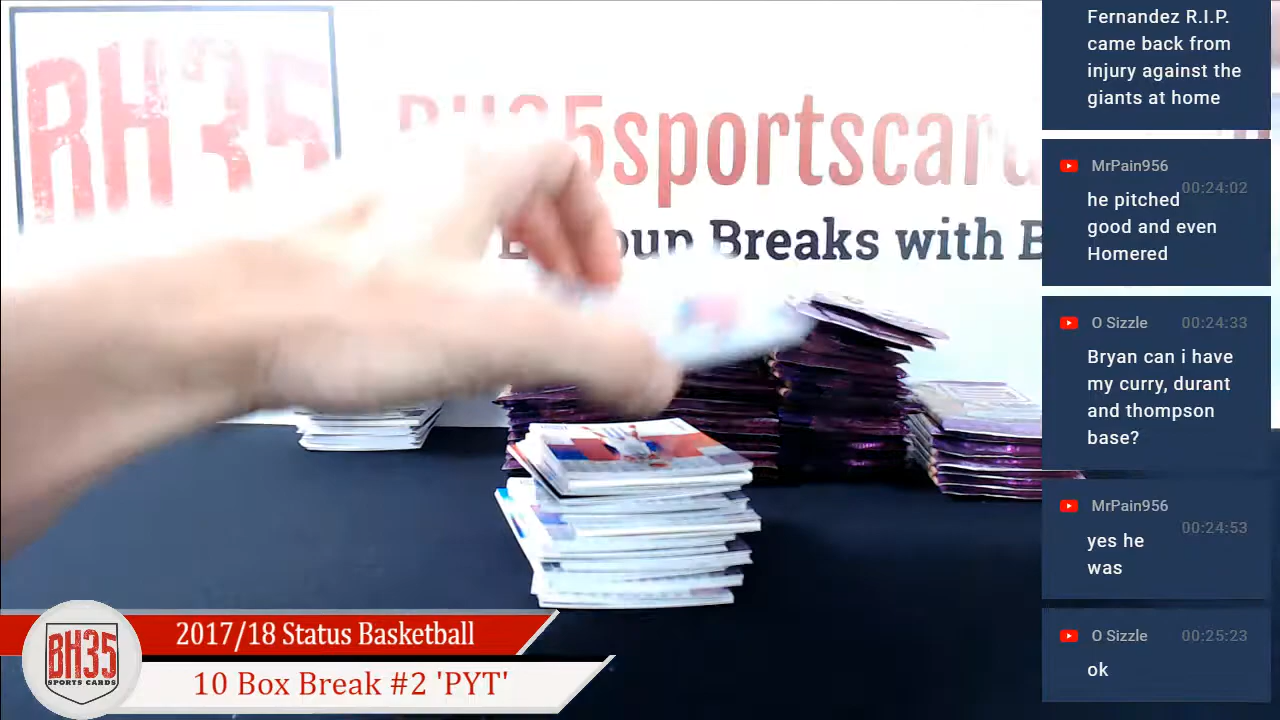 BH35
BH35sportscar
oup Breaks with B
Fernandez R.I.P.
came back from
injury against the
giants at home
MrPain956
00:24:02
he pitched
good and even
Homered
O Sizzle 00:24:33
Bryan can i have
my curry, durant
and thompson
base?
MrPain956
00:24:53
yes he
was
O Sizzle 00:25:23
ok
BH35
SPORTS CARDS
2017/18 Status Basketball
10 Box Break #2 'PYT'